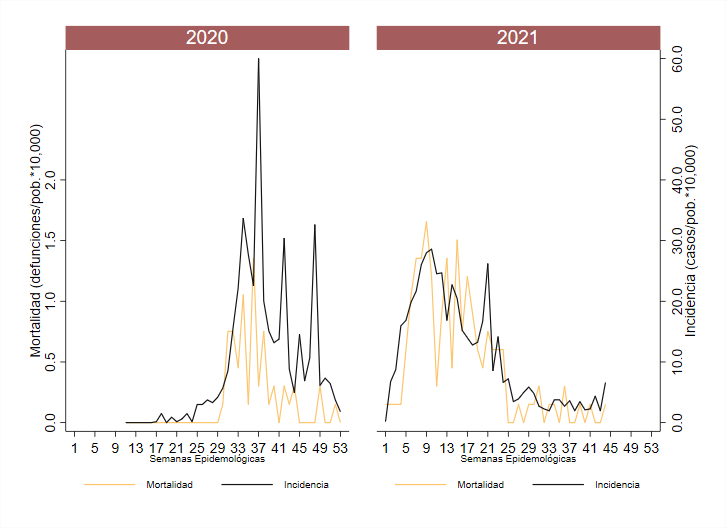 2020 2021
Mortalidad (defunciones/pob.*10,000)
0.0 0.5 1.0 1.5 2.0
Incidencia (casos/pob.*10,000)
0.0 10.0 20.0 30.0 40.0 50.0 60.0
1 5 9 13 17 21 25 29 33 37 41 45 49 53 1 5 9 13 17 21 25 29 33 37 41 45 49 53
Semanas Epidemológicas Semanas Epidemológicas
Mortalidad Incidencia Mortalidad Incidencia